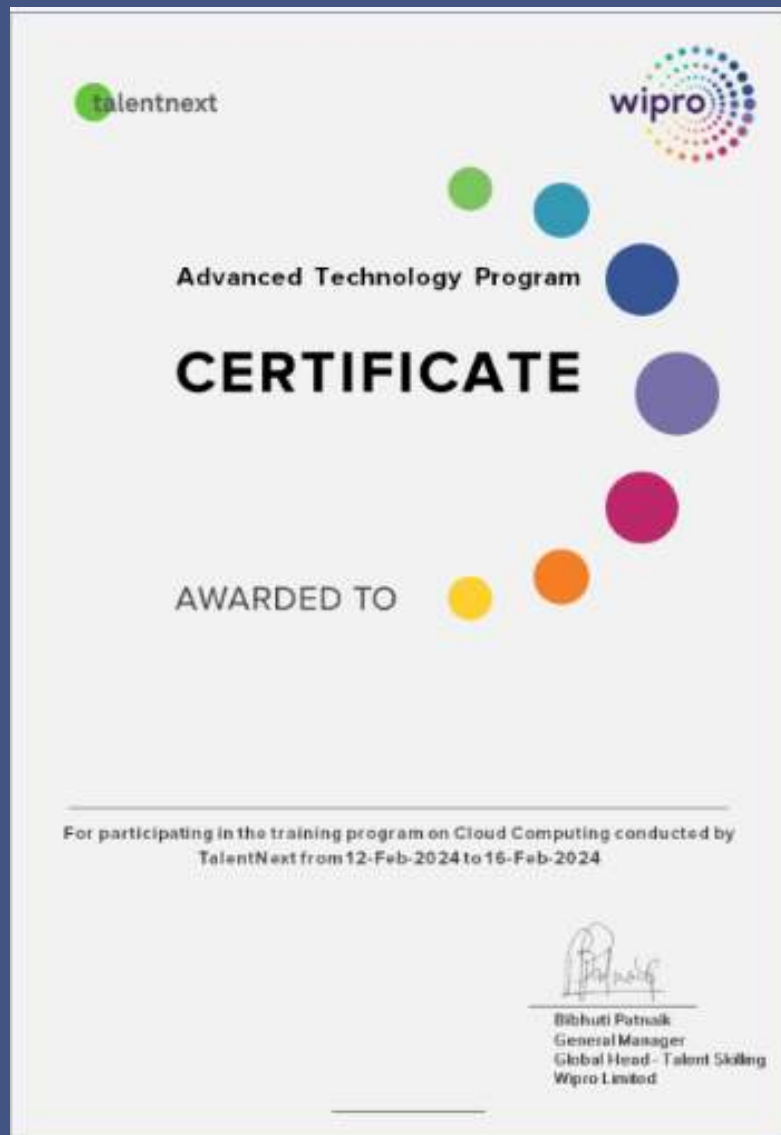 talentnext
wipro
Advanced Technology Program
CERTIFICATE
AWARDED TO
For participating in the training program on Cloud Computing conducted by
TalentNext from 12-Feb-2024 to 16-Feb-2024
Bibhuti Patnaik
General Manager
Global Head - Talent Skilling
Wipro Limited